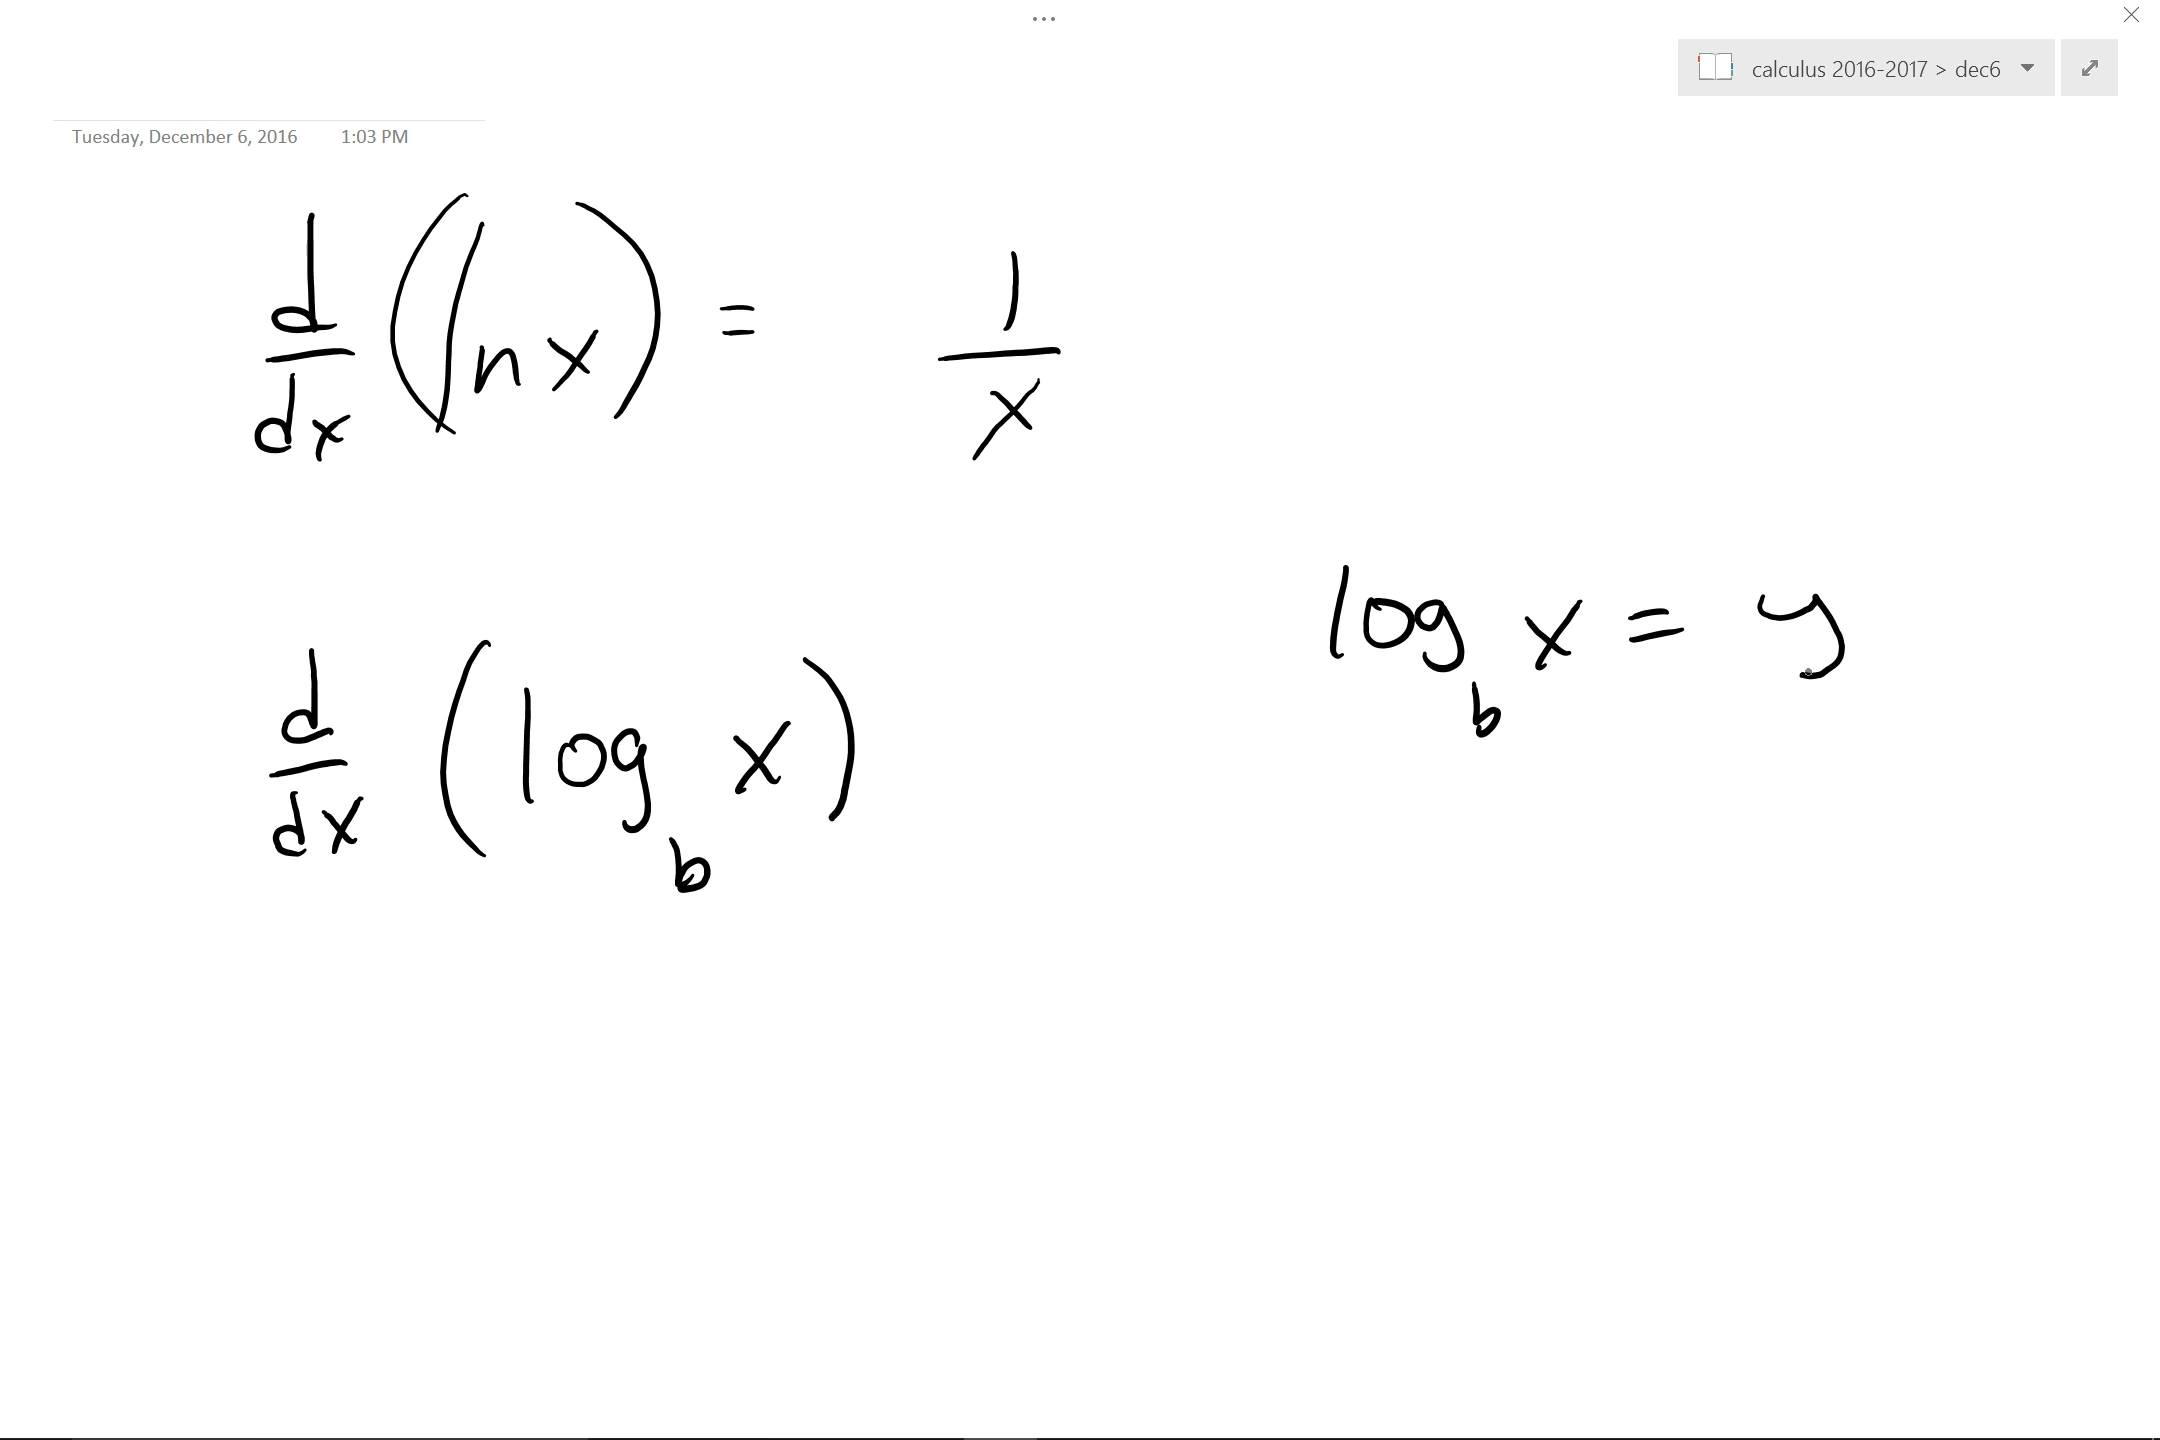 calculus 2016-2017 > dec6
Tuesday, December 6, 2016 1:03 PM
d/dx (ln x) = 1/x
log_b x = y
d/dx (log_b x)